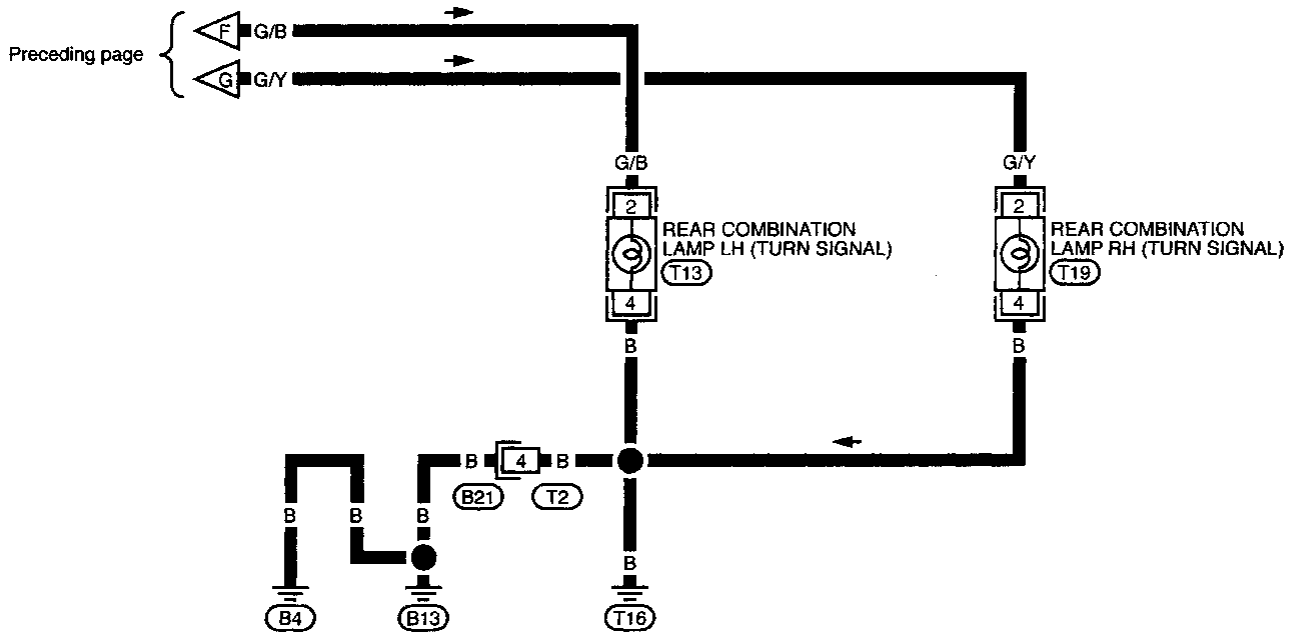 F G/B
Preceding page
G G/Y
G/B
G/Y
2
2
REAR COMBINATION
LAMP LH (TURN SIGNAL)
T13
REAR COMBINATION
LAMP RH (TURN SIGNAL)
T19
4
4
B
B
B 4 B
B21
T2
B
B
B
B
B4
B13
T16